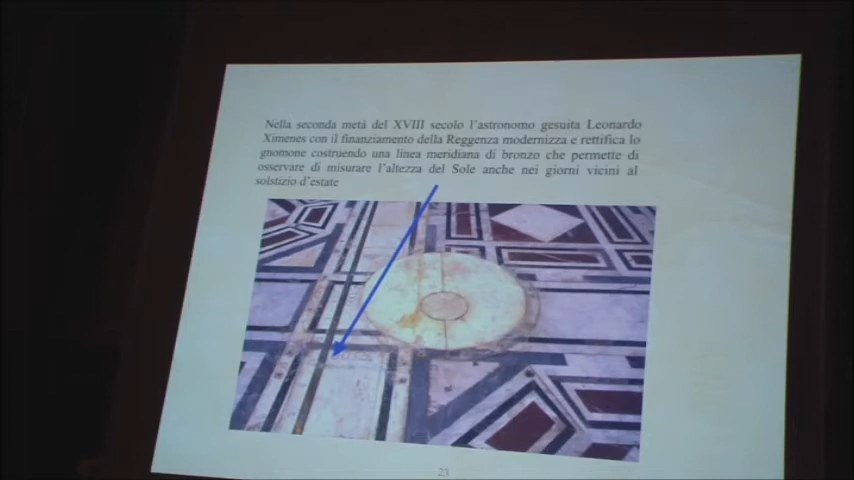 Nella seconda metà del XVIII secolo l'astronomo gesuita Leonardo
Ximenes con il finanziamento della Reggenza modernizza e rettifica lo
gnomone costruendo una linea meridiana di bronzo che permette di
osservare di misurare l'altezza del Sole anche nei giorni vicini al
solstizio d'estate
23